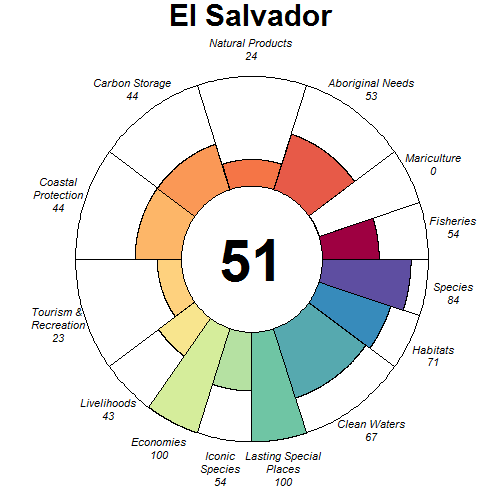 El Salvador
Natural Products
24
Carbon Storage
44
Aboriginal Needs
53
Mariculture
0
Coastal
Protection
44
Fisheries
54
51
Species
84
Tourism &
Recreation
23
Habitats
71
Livelihoods
43
Clean Waters
67
Economies
100
Iconic
Species
54
Lasting Special
Places
100